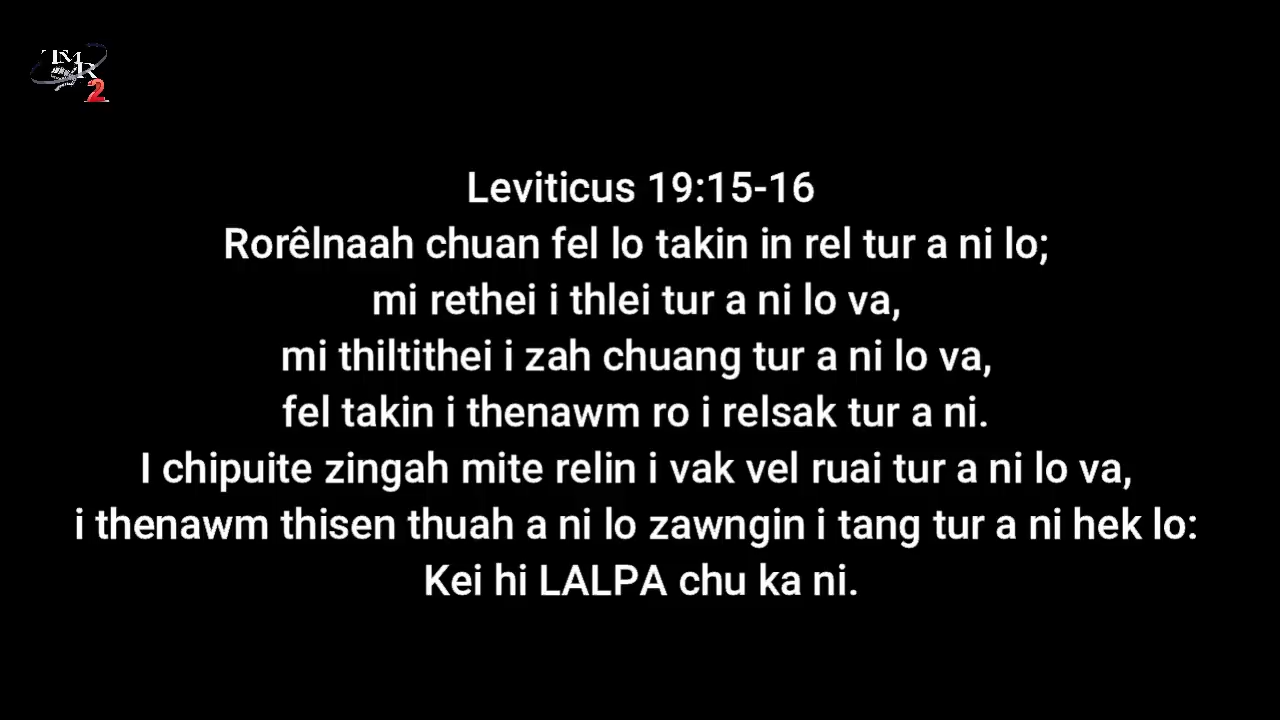 TMR
2
Leviticus 19:15-16
Rorêlnaah chuan fel lo takin in rel tur a ni lo;
mi rethei i thlei tur a ni lo va,
mi thiltithei i zah chuang tur a ni lo va,
fel takin i thenawm ro i relsak tur a ni.
I chipuite zingah mite relin i vak vel ruai tur a ni lo va,
i thenawm thisen thuah a ni lo zawngin i tang tur a ni hek lo:
Kei hi LALPA chu ka ni.